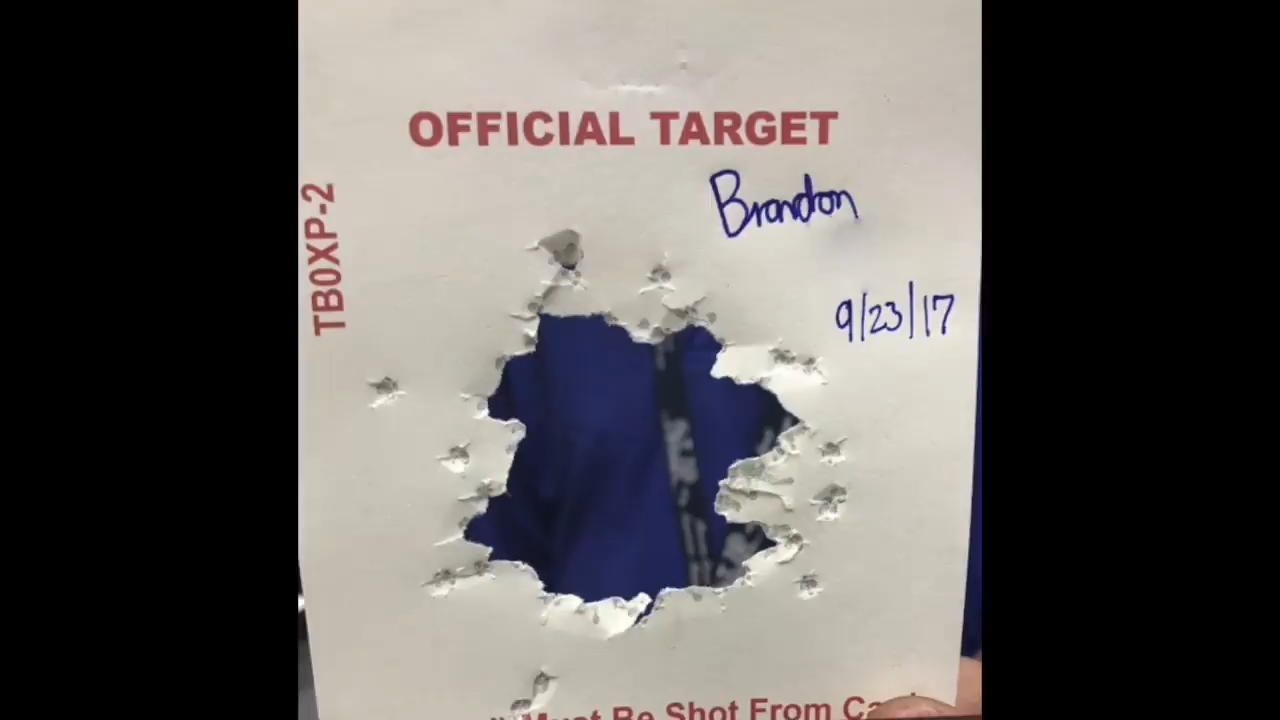 OFFICIAL TARGET
Brandon
TB0XP-2
9/23/17
Must Be Shot From